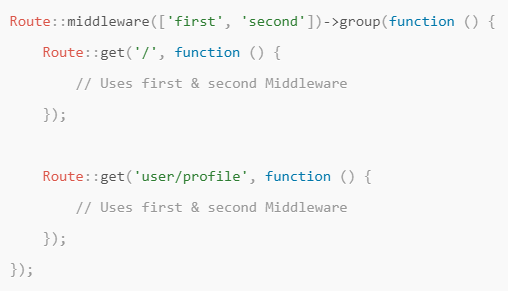 Route::middleware(['first', 'second'])->group(function () {
    Route::get('/', function () {
        // Uses first & second Middleware
    });

    Route::get('user/profile', function () {
        // Uses first & second Middleware
    });
});